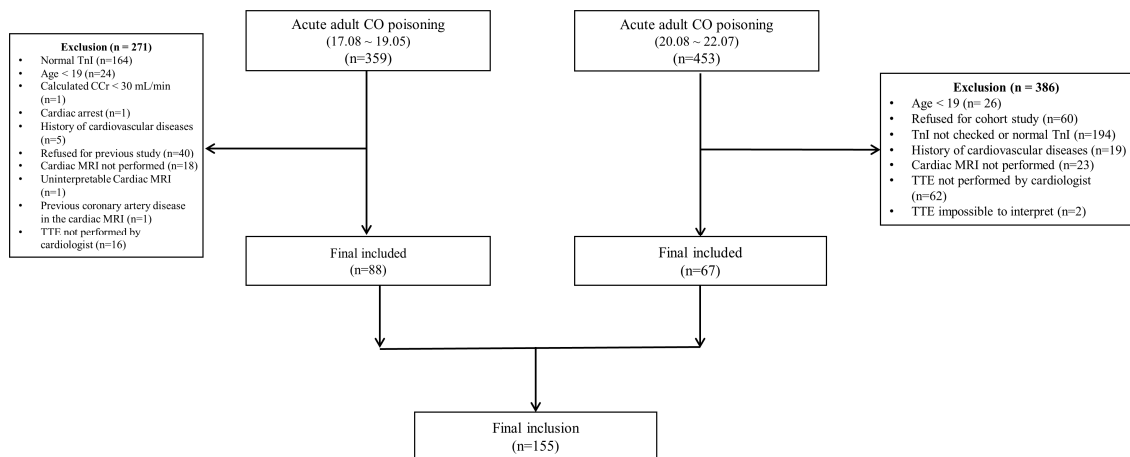 Acute adult CO poisoning
(17.08 ~ 19.05)
(n=359)
Acute adult CO poisoning
(20.08 ~ 22.07)
(n=453)
Exclusion (n = 271)
• Normal TnI (n=164)
• Age < 19 (n=24)
• Calculated CCr < 30 mL/min
(n=1)
• Cardiac arrest (n=1)
• History of cardiovascular diseases
(n=5)
• Refused for previous study (n=40)
• Cardiac MRI not performed (n=18)
• Uninterpretable Cardiac MRI
(n=1)
• Previous coronary artery disease
in the cardiac MRI (n=1)
• TTE not performed by
cardiologist (n=16)
Exclusion (n = 386)
• Age < 19 (n= 26)
• Refused for cohort study (n=60)
• TnI not checked or normal TnI (n=194)
• History of cardiovascular diseases (n=19)
• Cardiac MRI not performed (n=23)
• TTE not performed by cardiologist
(n=62)
• TTE impossible to interpret (n=2)
Final included
(n=88)
Final included
(n=67)
Final inclusion
(n=155)